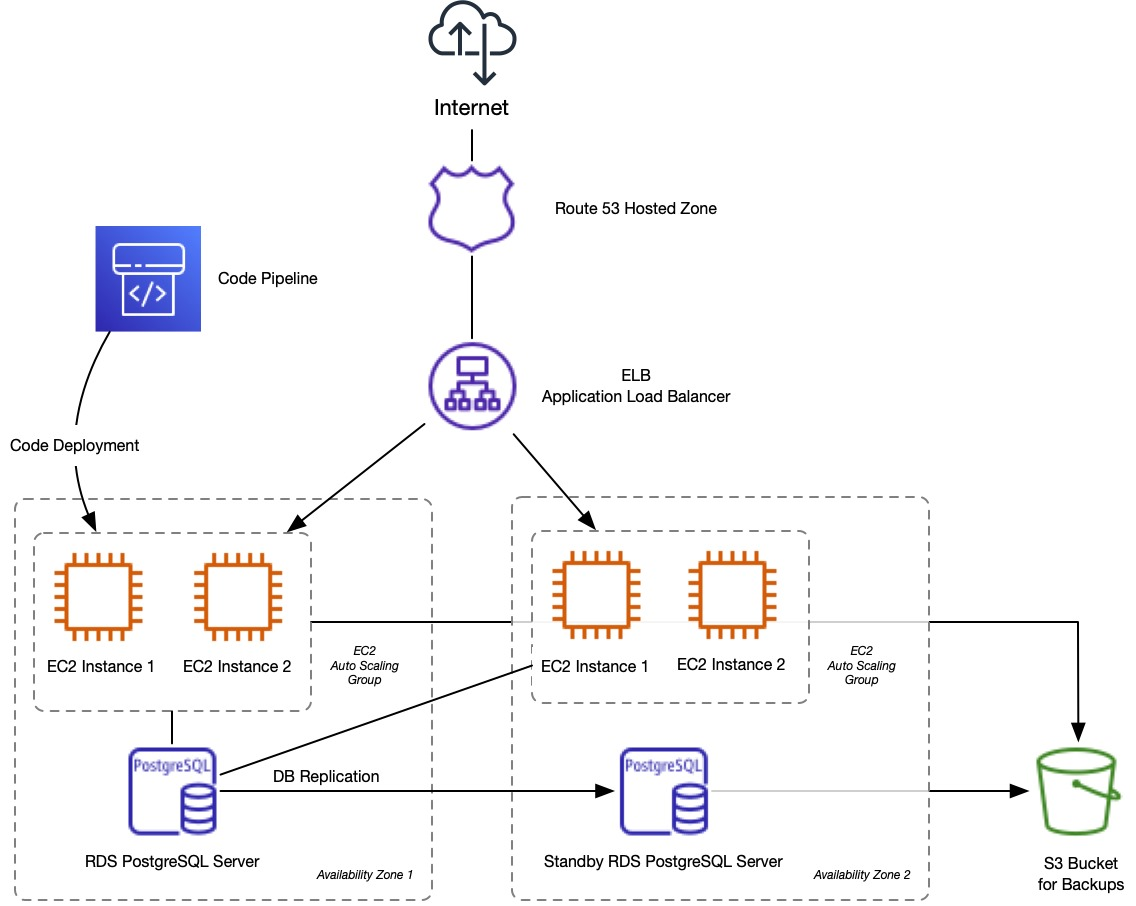 Internet
Route 53 Hosted Zone
Code Pipeline
</>
ELB
Application Load Balancer
Code Deployment
EC2 Instance 1
EC2 Instance 2
EC2
Auto Scaling
Group
EC2 Instance 1
EC2 Instance 2
EC2
Auto Scaling
Group
PostgreSQL
DB Replication
PostgreSQL
RDS PostgreSQL Server
Availability Zone 1
Standby RDS PostgreSQL Server
Availability Zone 2
S3 Bucket
for Backups